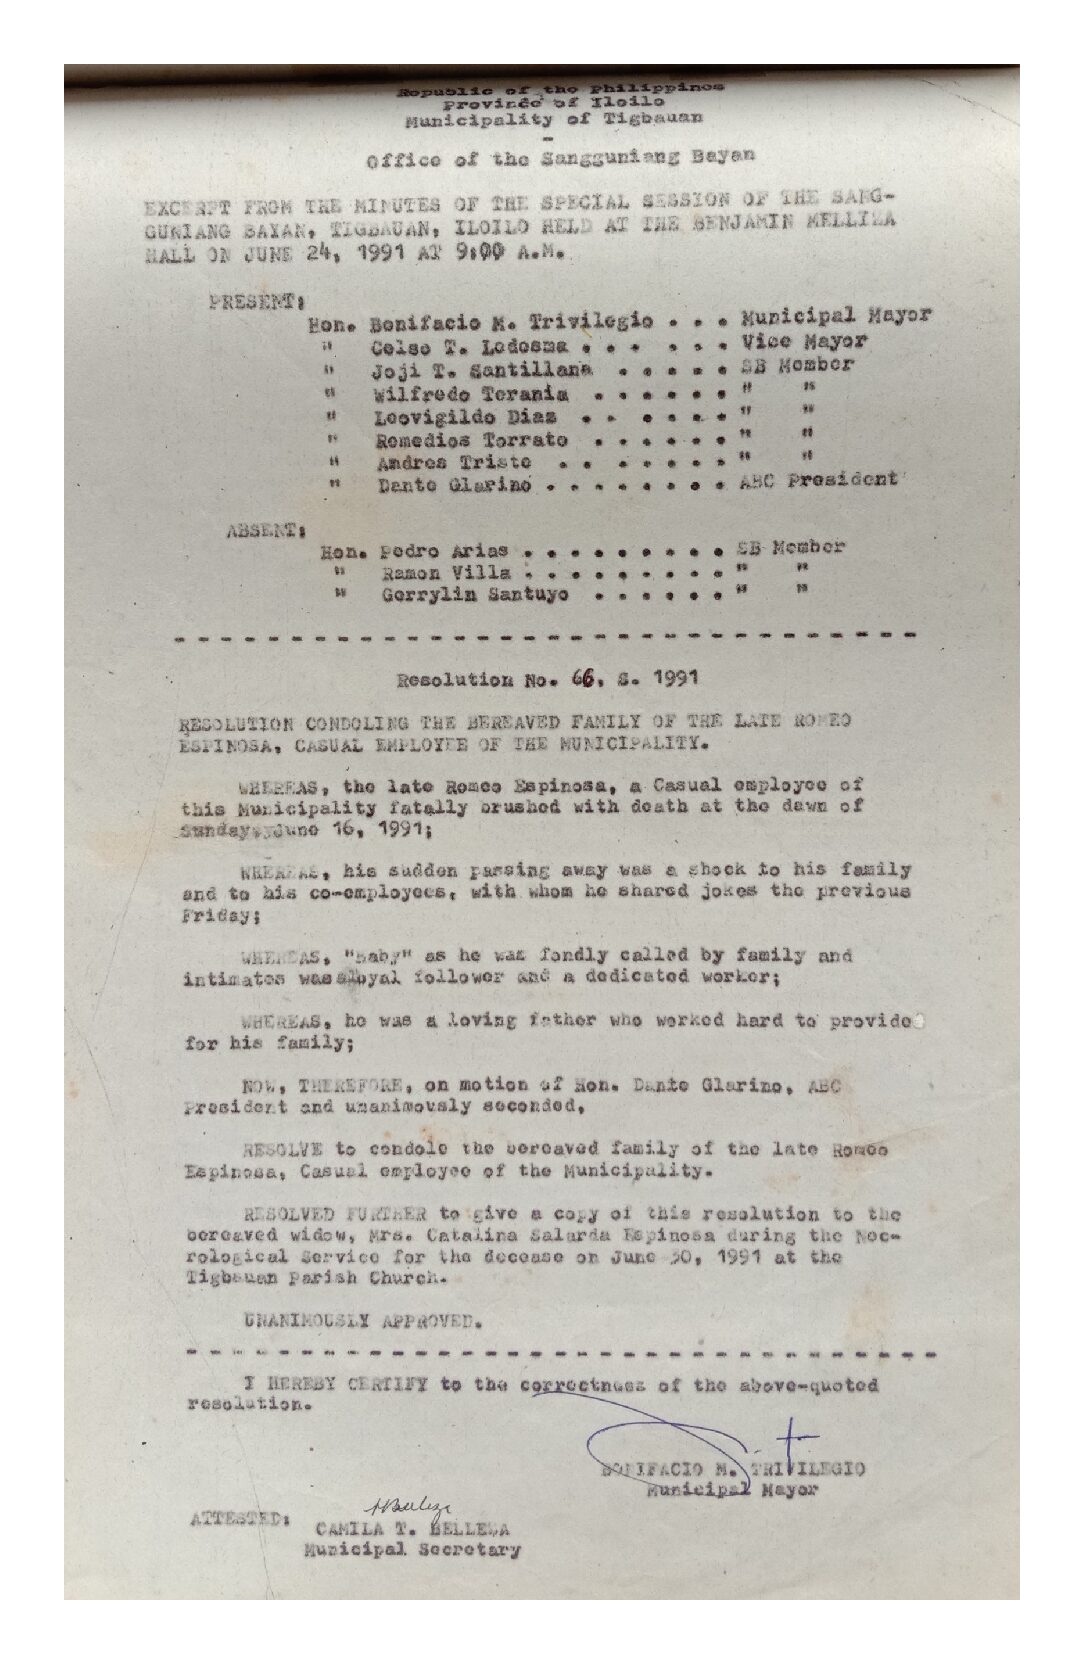 Republic of the Philippines
Province of Iloilo
Municipality of Tigbauan
-
Office of the Sangguniang Bayan
EXCERPT FROM THE MINUTES OF THE SPECIAL SESSION OF THE SANG-
GUNIANG BAYAN, TIGBAUAN, ILOILO HELD AT THE BENJAMIN MELLIZA
HALL ON JUNE 24, 1991 AT 9:00 A.M.
PRESENT:
Hon. Bonifacio M. Trivilegio . . . Municipal Mayor
" Celso T. Ledesma . . . . . . Vice Mayor
" Joji T. Santillana . . . . . SB Member
" Wilfredo Terania . . . . . . " "
" Leovigildo Dias . . . . . . " "
" Remedios Torrato . . . . . . " "
" Andres Triste . . . . . . . . " "
" Dante Glarino . . . . . . . . ABC President
ABSENT:
Hon. Pedro Arias . . . . . . . . . SB Member
" Ramon Villa . . . . . . . . . " "
" Gerrylin Santuyo . . . . . . " "
- - - - - - - - - - - - - - - - - - - - - - - - - - - - - - - -
Resolution No. 66, S. 1991
RESOLUTION CONDOLING THE BEREAVED FAMILY OF THE LATE ROMEO
ESPINOSA, CASUAL EMPLOYEE OF THE MUNICIPALITY.
WHEREAS, the late Romeo Espinosa, a Casual employee of
this Municipality fatally brushed with death at the dawn of
Sunday, June 16, 1991;
WHEREAS, his sudden passing away was a shock to his family
and to his co-employees, with whom he shared jokes the previous
Friday;
WHEREAS, "Baby" as he was fondly called by family and
intimates was a loyal follower and a dedicated worker;
WHEREAS, he was a loving father who worked hard to provide
for his family;
NOW, THEREFORE, on motion of Hon. Dante Glarino, ABC
President and unanimously seconded,
RESOLVE to condole the bereaved family of the late Romeo
Espinosa, Casual employee of the Municipality.
RESOLVED FURTHER to give a copy of this resolution to the
bereaved widow, Mrs. Catalina Salarda Espinosa during the Nec-
rological Service for the decease on June 30, 1991 at the
Tigbauan Parish Church.
UNANIMOUSLY APPROVED.
- - - - - - - - - - - - - - - - - - - - - - - - - - - - - - - - -
I HEREBY CERTIFY to the correctness of the above-quoted
resolution.
BONIFACIO M. TRIVILEGIO
Municipal Mayor
ATTESTED:
CAMILA T. BELLEZA
Municipal Secretary